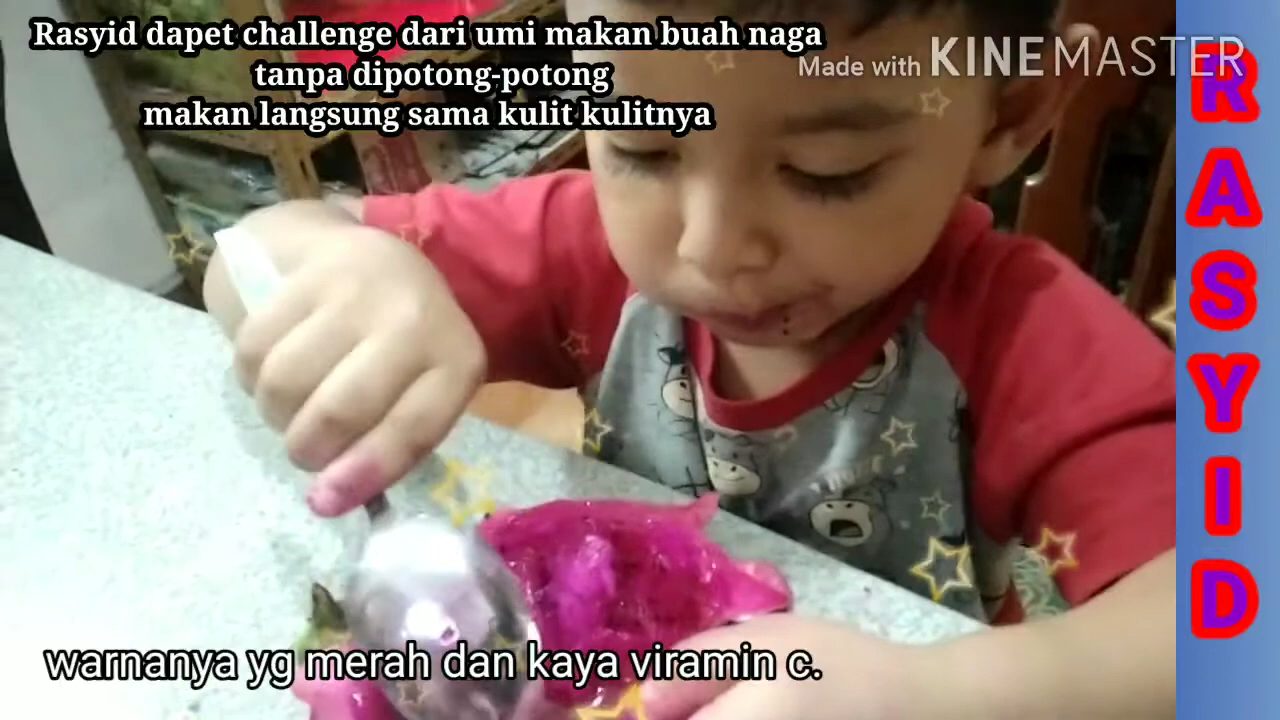 Rasyid dapet challenge dari umi makan buah naga
tanpa dipotong-potong
makan langsung sama kulit kulitnya
Made with KINEMASTER
RASYID
warnanya yg merah dan kaya viramin c.